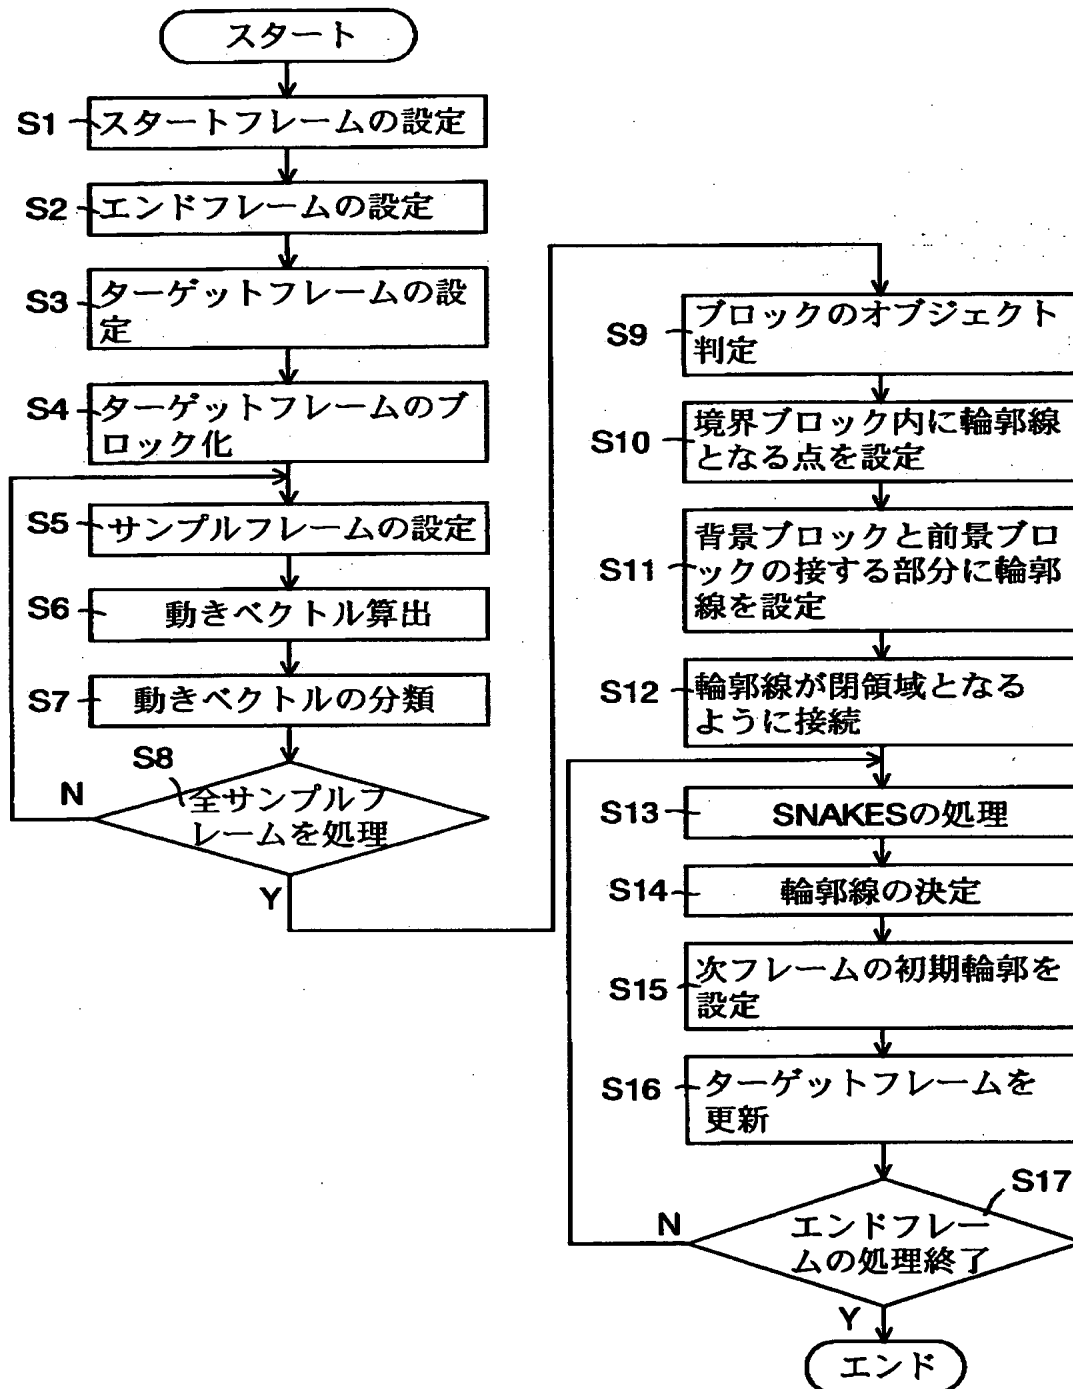 スタート
S1
スタートフレームの設定
S2
エンドフレームの設定
S3
ターゲットフレームの設
定
S4
ターゲットフレームのブ
ロック化
S5
サンプルフレームの設定
S6
動きベクトル算出
S7
動きベクトルの分類
S8
全サンプルフ
レームを処理
N
Y
S9
ブロックのオブジェクト
判定
S10
境界ブロック内に輪郭線
となる点を設定
S11
背景ブロックと前景ブロ
ックの接する部分に輪郭
線を設定
S12
輪郭線が閉領域となる
ように接続
S13
SNAKESの処理
S14
輪郭線の決定
S15
次フレームの初期輪郭を
設定
S16
ターゲットフレームを
更新
S17
エンドフレー
ムの処理終了
N
Y
エンド